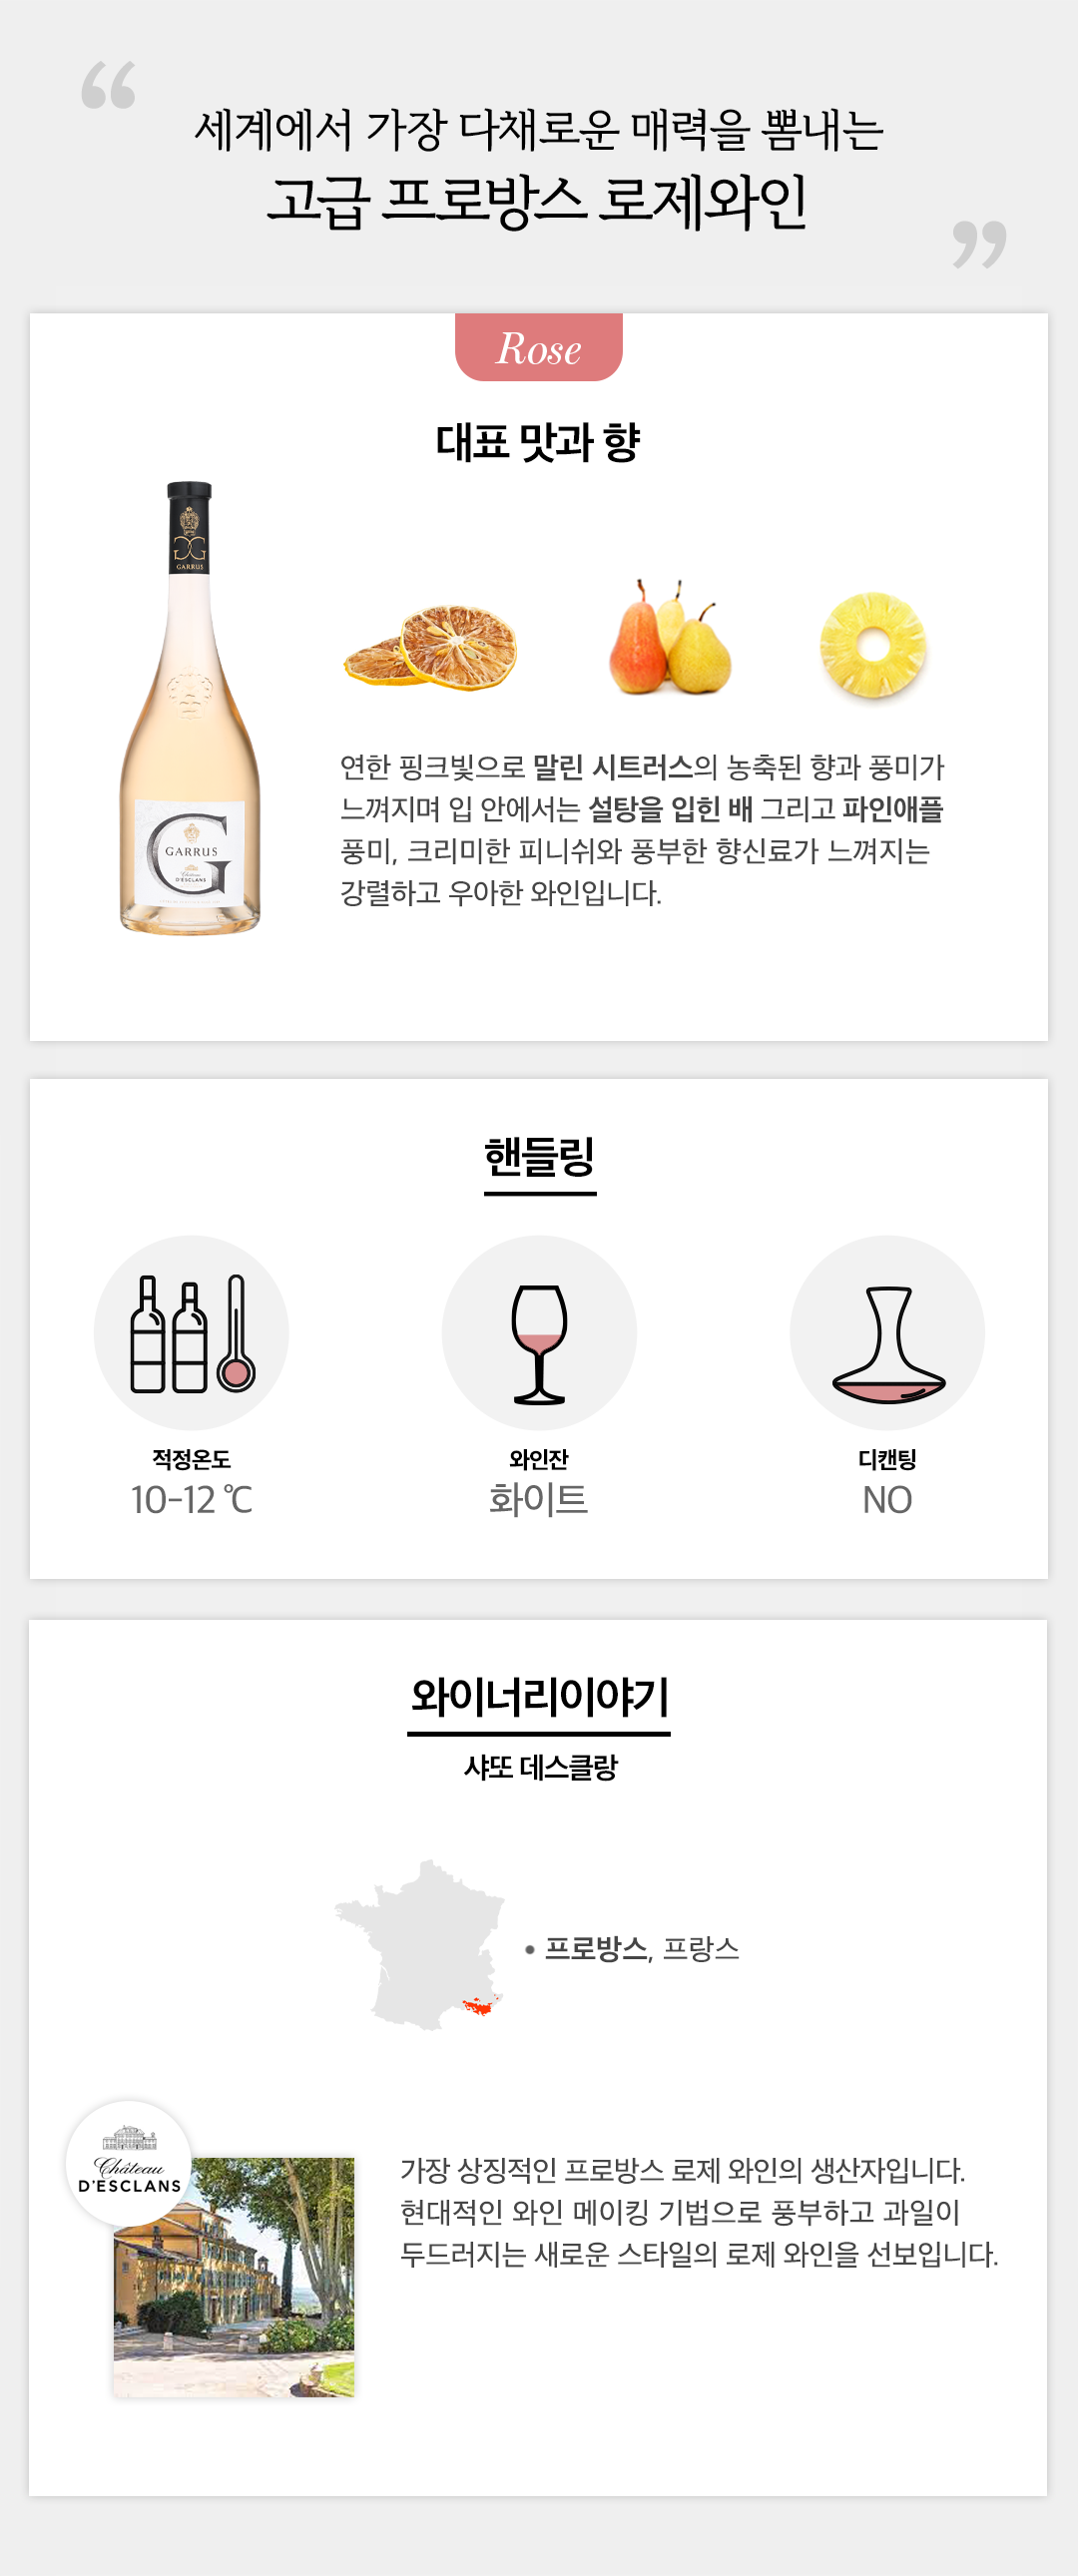 “
세계에서 가장 다채로운 매력을 뽐내는
고급 프로방스 로제와인
”
Rose
대표 맛과 향
GARRUS
GARRUS
Château
D'ESCLANS
연한 핑크빛으로 말린 시트러스의 농축된 향과 풍미가
느껴지며 입 안에서는 설탕을 입힌 배 그리고 파인애플
풍미, 크리미한 피니쉬와 풍부한 향신료가 느껴지는
강렬하고 우아한 와인입니다.
핸들링
적정온도
10-12 ℃
와인잔
화이트
디캔팅
NO
와이너리이야기
샤또 데스클랑
• 프로방스, 프랑스
Château
D'ESCLANS
가장 상징적인 프로방스 로제 와인의 생산자입니다.
현대적인 와인 메이킹 기법으로 풍부하고 과일이
두드러지는 새로운 스타일의 로제 와인을 선보입니다.